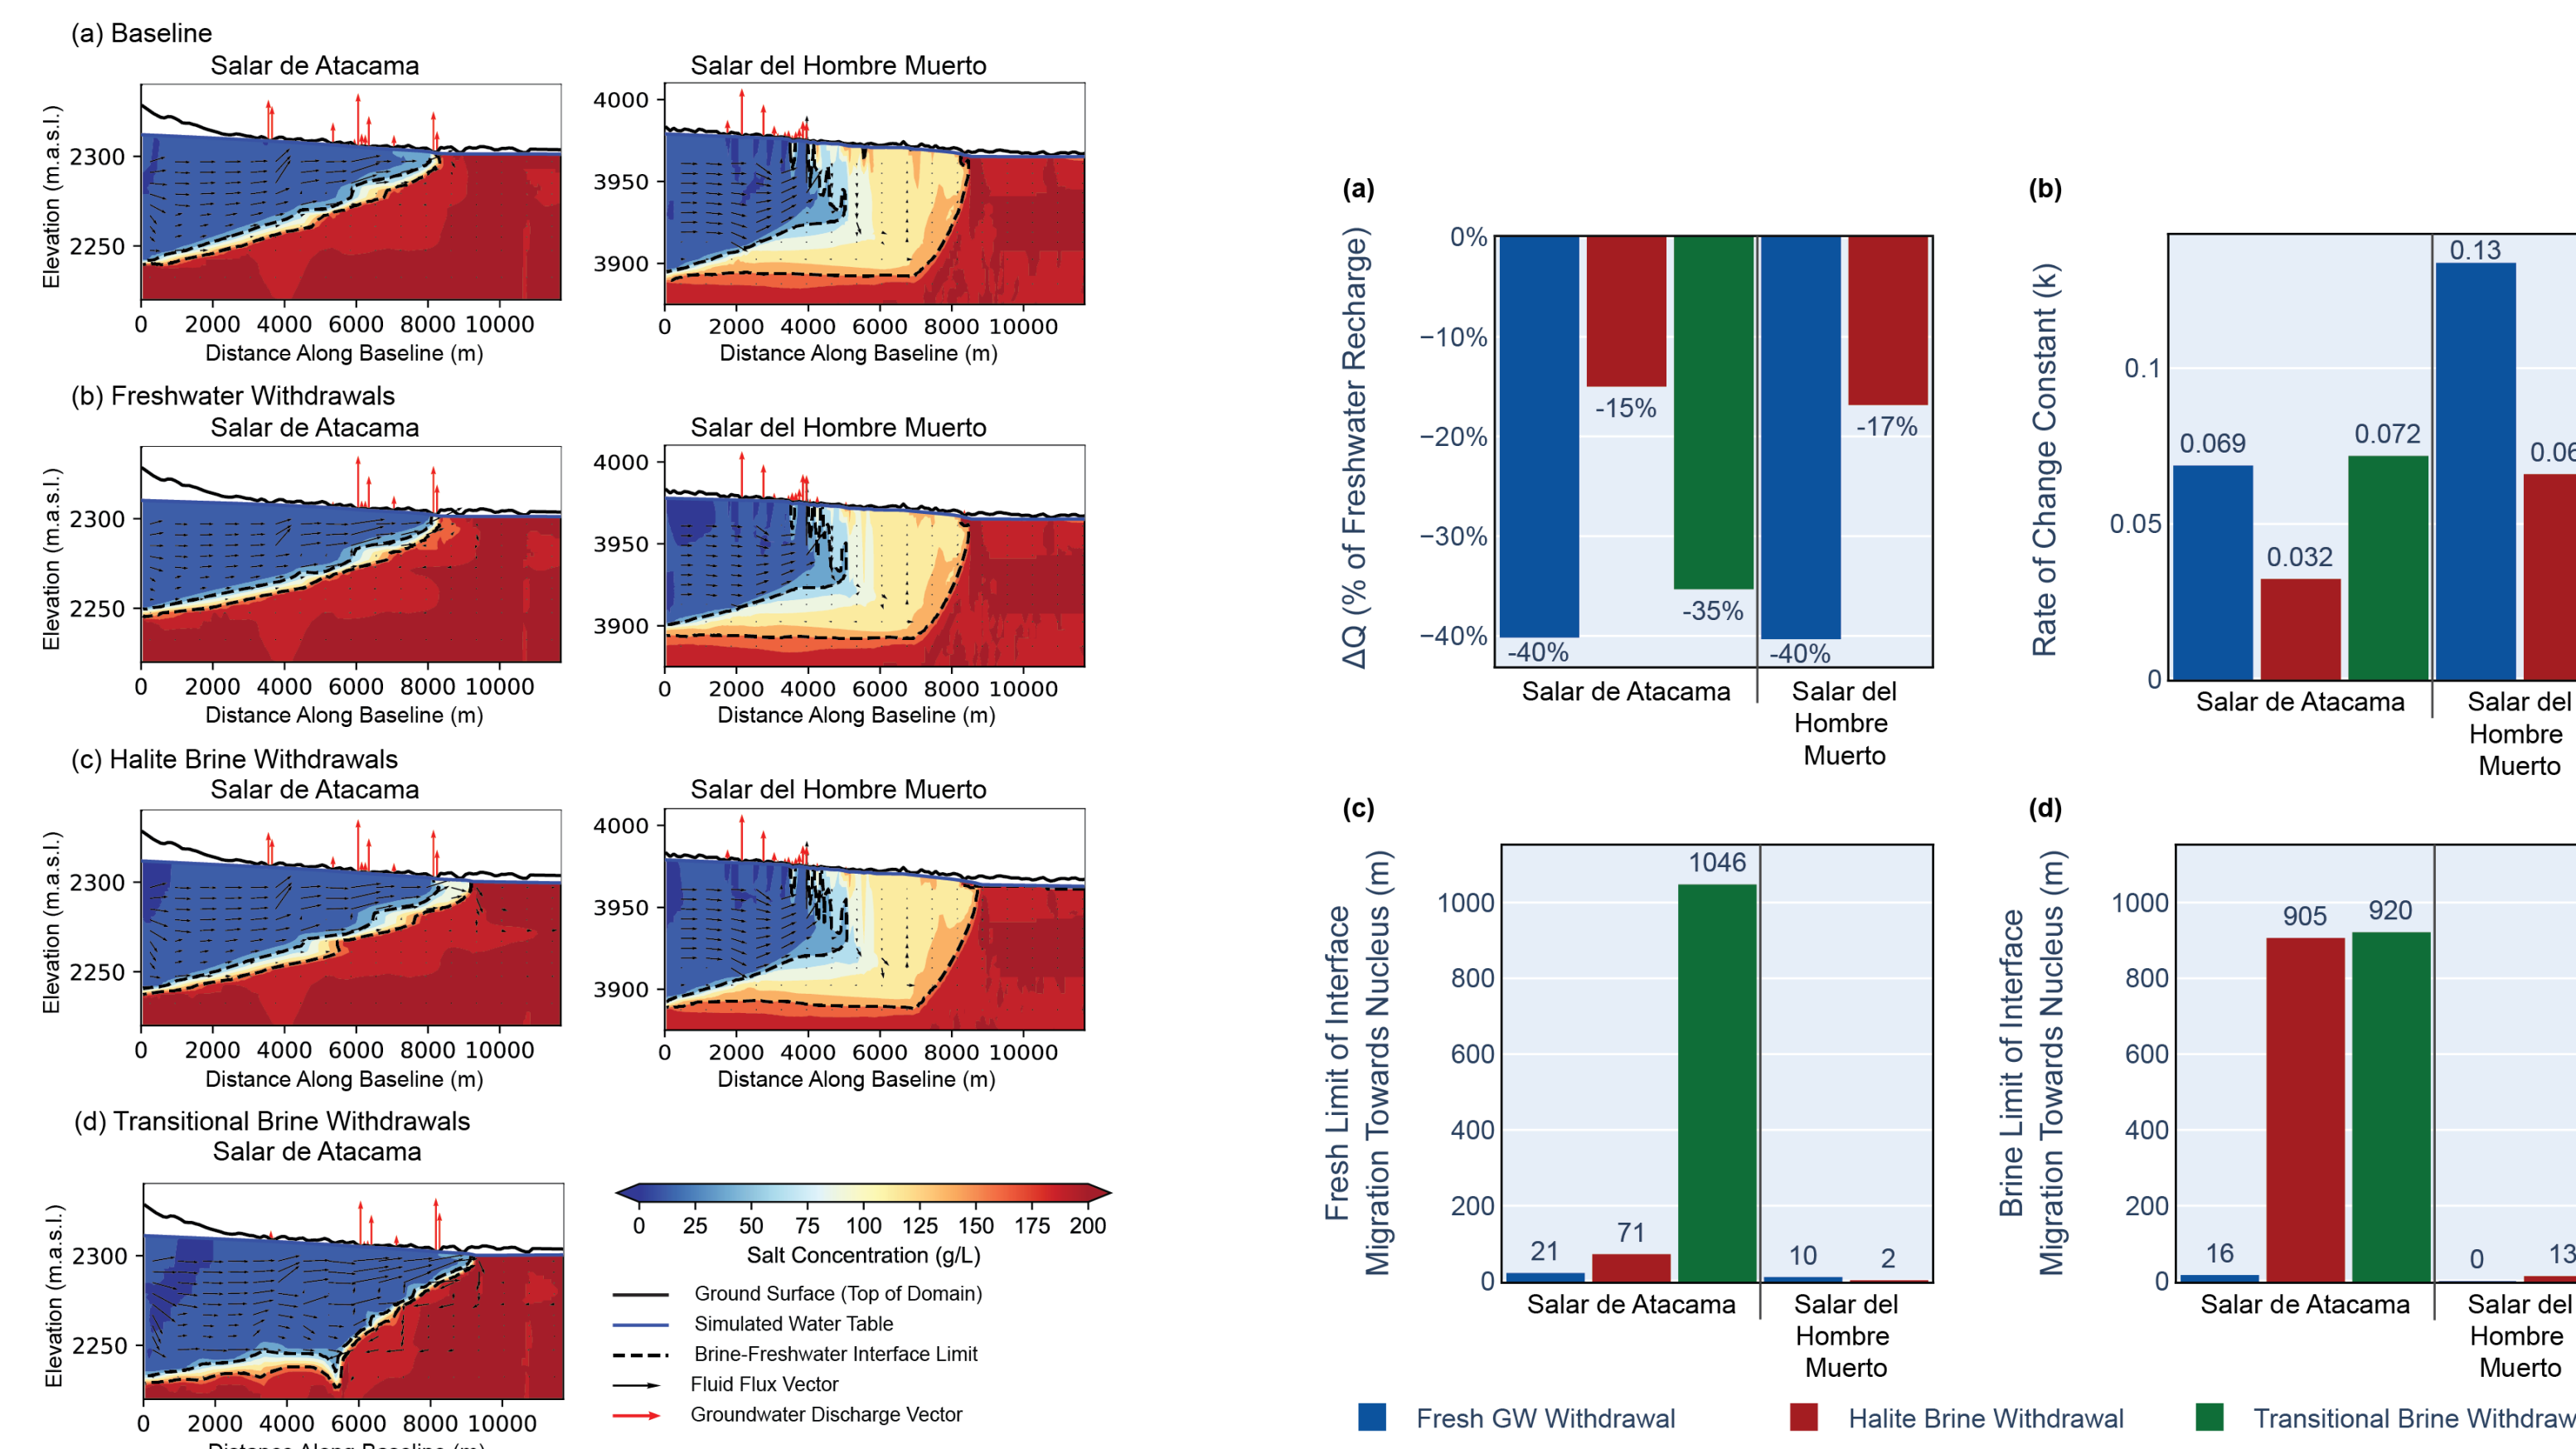 (a) Baseline
Salar de Atacama
Salar del Hombre Muerto
Elevation (m.a.s.l.)
2300
2250
4000
3950
3900
0 2000 4000 6000 8000 10000
0 2000 4000 6000 8000 10000
Distance Along Baseline (m)
Distance Along Baseline (m)
(b) Freshwater Withdrawals
Salar de Atacama
Salar del Hombre Muerto
Elevation (m.a.s.l.)
2300
2250
4000
3950
3900
0 2000 4000 6000 8000 10000
0 2000 4000 6000 8000 10000
Distance Along Baseline (m)
Distance Along Baseline (m)
(c) Halite Brine Withdrawals
Salar de Atacama
Salar del Hombre Muerto
Elevation (m.a.s.l.)
2300
2250
4000
3950
3900
0 2000 4000 6000 8000 10000
0 2000 4000 6000 8000 10000
Distance Along Baseline (m)
Distance Along Baseline (m)
(d) Transitional Brine Withdrawals
Salar de Atacama
Elevation (m.a.s.l.)
2300
2250
0 2000 4000 6000 8000 10000
Distance Along Baseline (m)
0 25 50 75 100 125 150 175 200
Salt Concentration (g/L)
Ground Surface (Top of Domain)
Simulated Water Table
Brine-Freshwater Interface Limit
Fluid Flux Vector
Groundwater Discharge Vector
(a)
ΔQ (% of Freshwater Recharge)
0%
−10%
−20%
−30%
−40%
-40%
-15%
-35%
-40%
-17%
Salar de Atacama
Salar del
Hombre
Muerto
(b)
Rate of Change Constant (k)
0.1
0.05
0
0.069
0.032
0.072
0.13
0.06
Salar de Atacama
Salar del
Hombre
Muerto
(c)
Fresh Limit of Interface
Migration Towards Nucleus (m)
1000
800
600
400
200
0
21
71
1046
10
2
Salar de Atacama
Salar del
Hombre
Muerto
(d)
Brine Limit of Interface
Migration Towards Nucleus (m)
1000
800
600
400
200
0
16
905
920
0
13
Salar de Atacama
Salar del
Hombre
Muerto
Fresh GW Withdrawal
Halite Brine Withdrawal
Transitional Brine